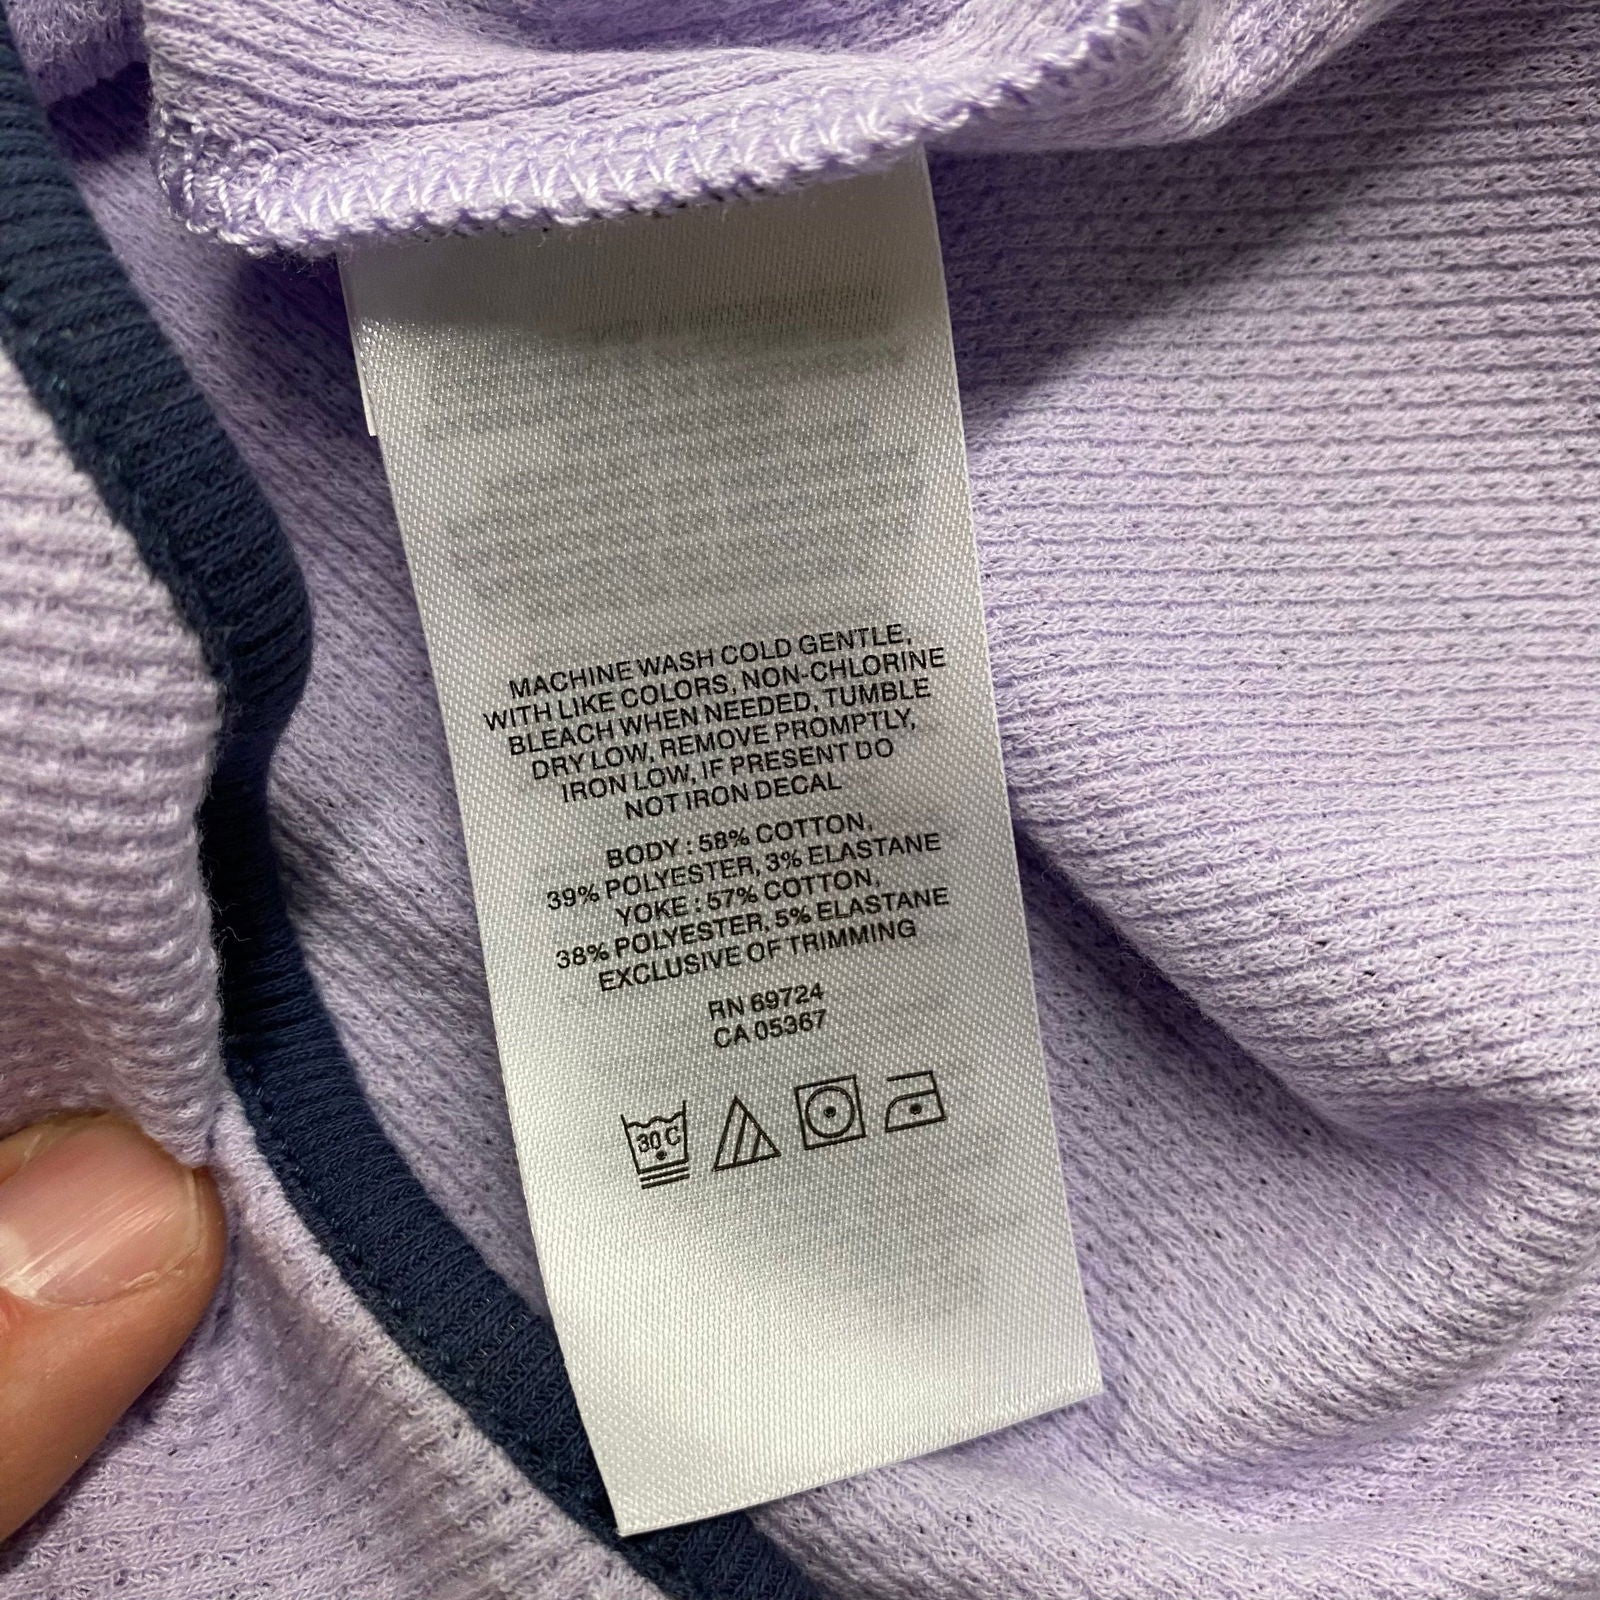 MACHINE WASH COLD GENTLE,
WITH LIKE COLORS, NON-CHLORINE
BLEACH WHEN NEEDED, TUMBLE
DRY LOW, REMOVE PROMPTLY,
IRON LOW, IF PRESENT DO
NOT IRON DECAL
BODY : 58% COTTON,
39% POLYESTER, 3% ELASTANE
YOKE : 57% COTTON,
38% POLYESTER, 5% ELASTANE
EXCLUSIVE OF TRIMMING
RN 69724
CA 05367
30 C